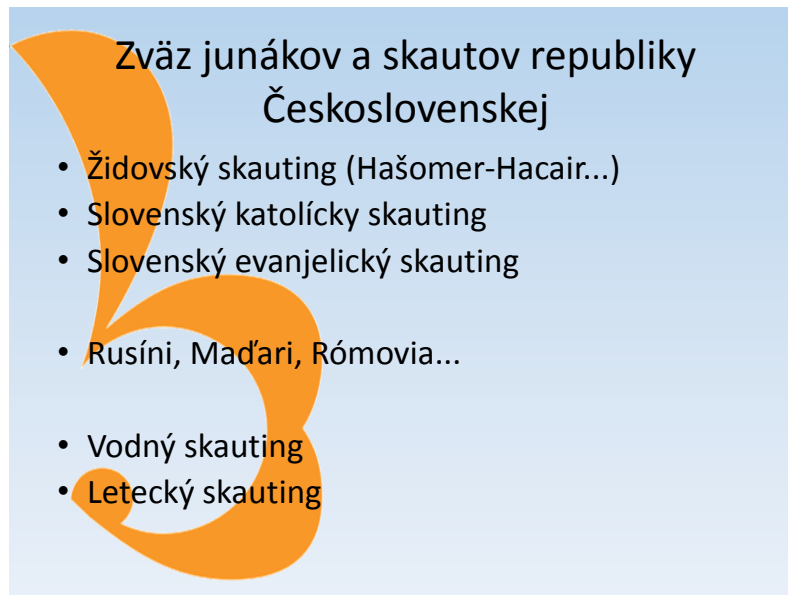 Zväz junákov a skautov republiky
Československej
• Židovský skauting (Hašomer-Hacair...)
• Slovenský katolícky skauting
• Slovenský evanjelický skauting
• Rusíni, Maďari, Rómovia...
• Vodný skauting
• Letecký skauting